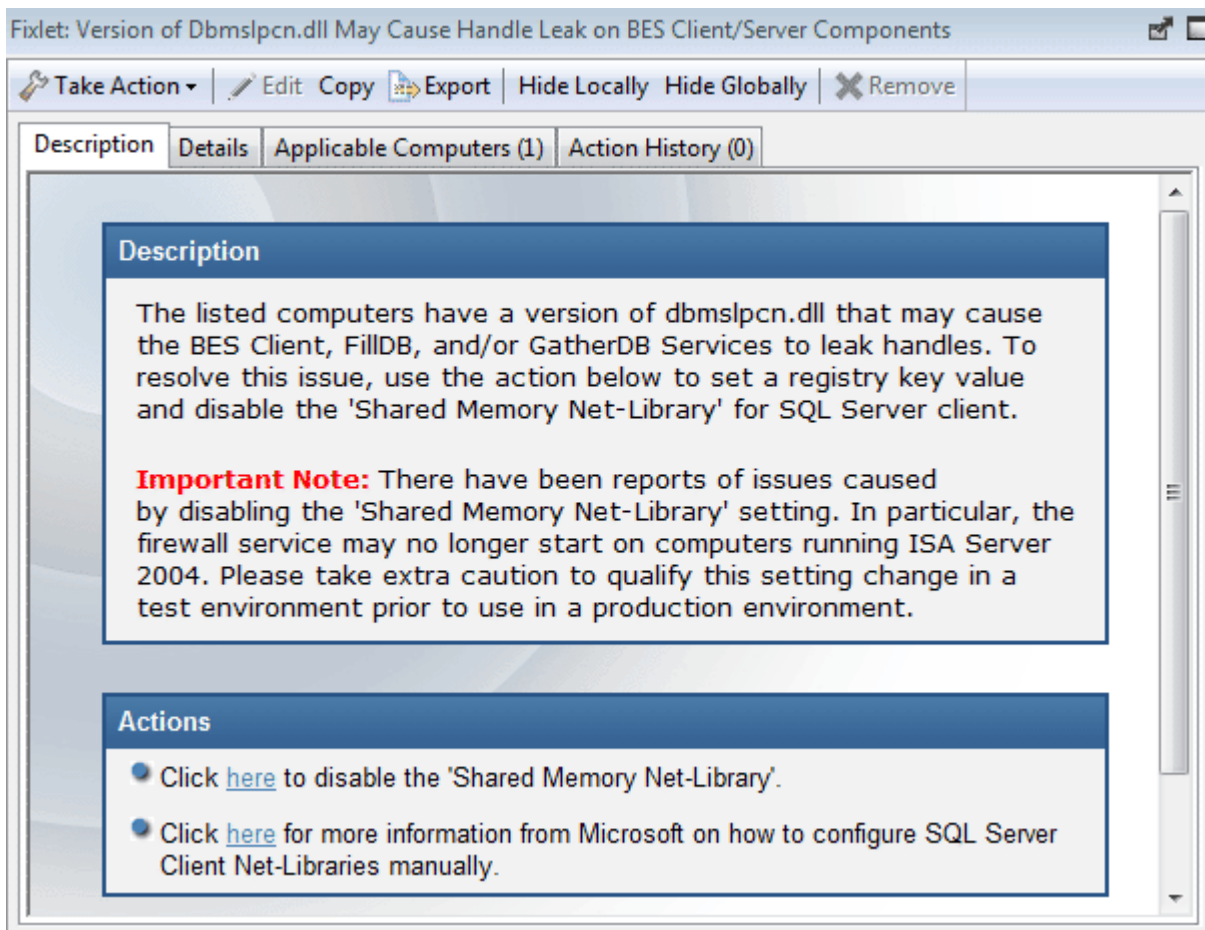 Fixlet: Version of Dbmslpcn.dll May Cause Handle Leak on BES Client/Server Components
Take Action Edit Copy Export Hide Locally Hide Globally Remove
Description Details Applicable Computers (1) Action History (0)
Description
The listed computers have a version of dbmslpcn.dll that may cause
the BES Client, FillDB, and/or GatherDB Services to leak handles. To
resolve this issue, use the action below to set a registry key value
and disable the 'Shared Memory Net-Library' for SQL Server client.
Important Note: There have been reports of issues caused
by disabling the 'Shared Memory Net-Library' setting. In particular, the
firewall service may no longer start on computers running ISA Server
2004. Please take extra caution to qualify this setting change in a
test environment prior to use in a production environment.
Actions
Click here to disable the 'Shared Memory Net-Library'.
Click here for more information from Microsoft on how to configure SQL Server
Client Net-Libraries manually.